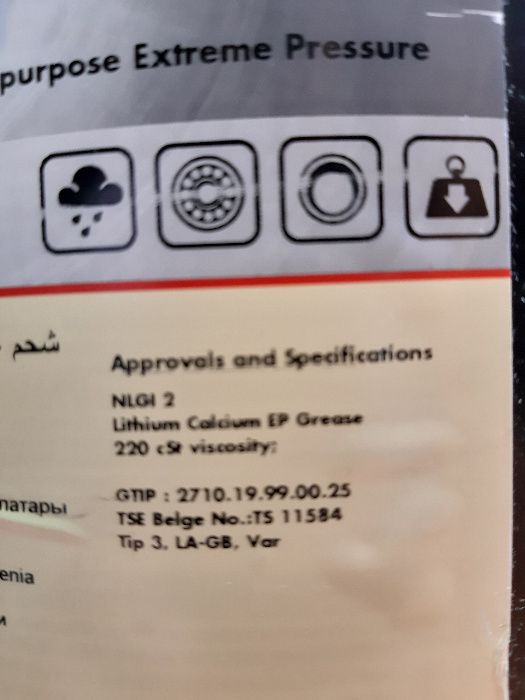 purpose Extreme Pressure
شحم
Approvals and Specifications
NLGI 2
Lithium Calcium EP Grease
220 cSt viscosity;
GTIP : 2710.19.99.00.25
TSE Belge No.:TS 11584
Tip 3, LA-GB, Var
латары
enia
и